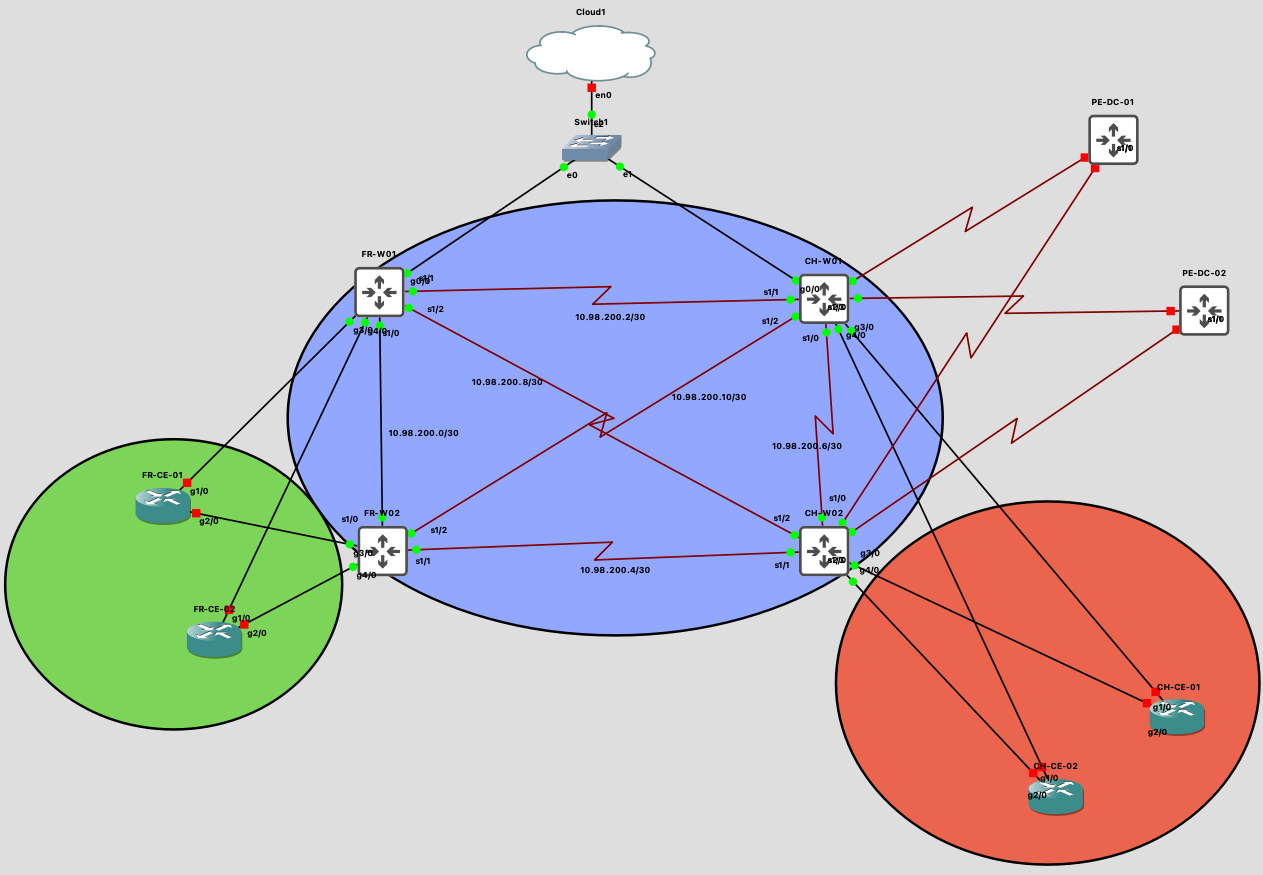 Cloud1
en0
Switch1
e2
e0
e1
PE-DC-01
s1/0
FR-W01
s1/1
g0/0
s1/2
g3/0
g4/0
s1/0
CH-W01
g0/0
s1/1
s1/2
s1/0
g3/0
g4/0
PE-DC-02
s1/0
10.98.200.2/30
10.98.200.8/30
10.98.200.10/30
10.98.200.0/30
10.98.200.6/30
FR-CE-01
g1/0
g2/0
FR-W02
s1/0
s1/2
g3/0
s1/1
g4/0
CH-W02
s1/0
s1/2
s1/1
g3/0
g4/0
10.98.200.4/30
FR-CE-02
g1/0
g2/0
CH-CE-01
g1/0
g2/0
CH-CE-02
g1/0
g2/0